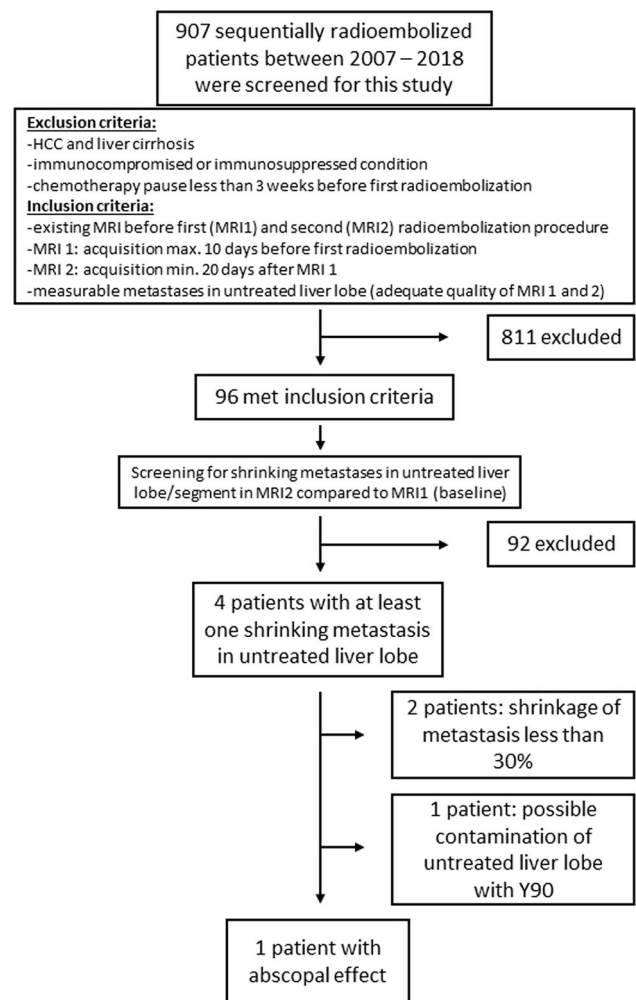 907 sequentially radioembolized
patients between 2007 – 2018
were screened for this study
Exclusion criteria:
-HCC and liver cirrhosis
-immunocompromised or immunosuppressed condition
-chemotherapy pause less than 3 weeks before first radioembolization
Inclusion criteria:
-existing MRI before first (MRI1) and second (MRI2) radioembolization procedure
-MRI 1: acquisition max. 10 days before first radioembolization
-MRI 2: acquisition min. 20 days after MRI 1
-measurable metastases in untreated liver lobe (adequate quality of MRI 1 and 2)
811 excluded
96 met inclusion criteria
Screening for shrinking metastases in untreated liver
lobe/segment in MRI2 compared to MRI1 (baseline)
92 excluded
4 patients with at least
one shrinking metastasis
in untreated liver lobe
2 patients: shrinkage of
metastasis less than
30%
1 patient: possible
contamination of
untreated liver lobe
with Y90
1 patient with
abscopal effect